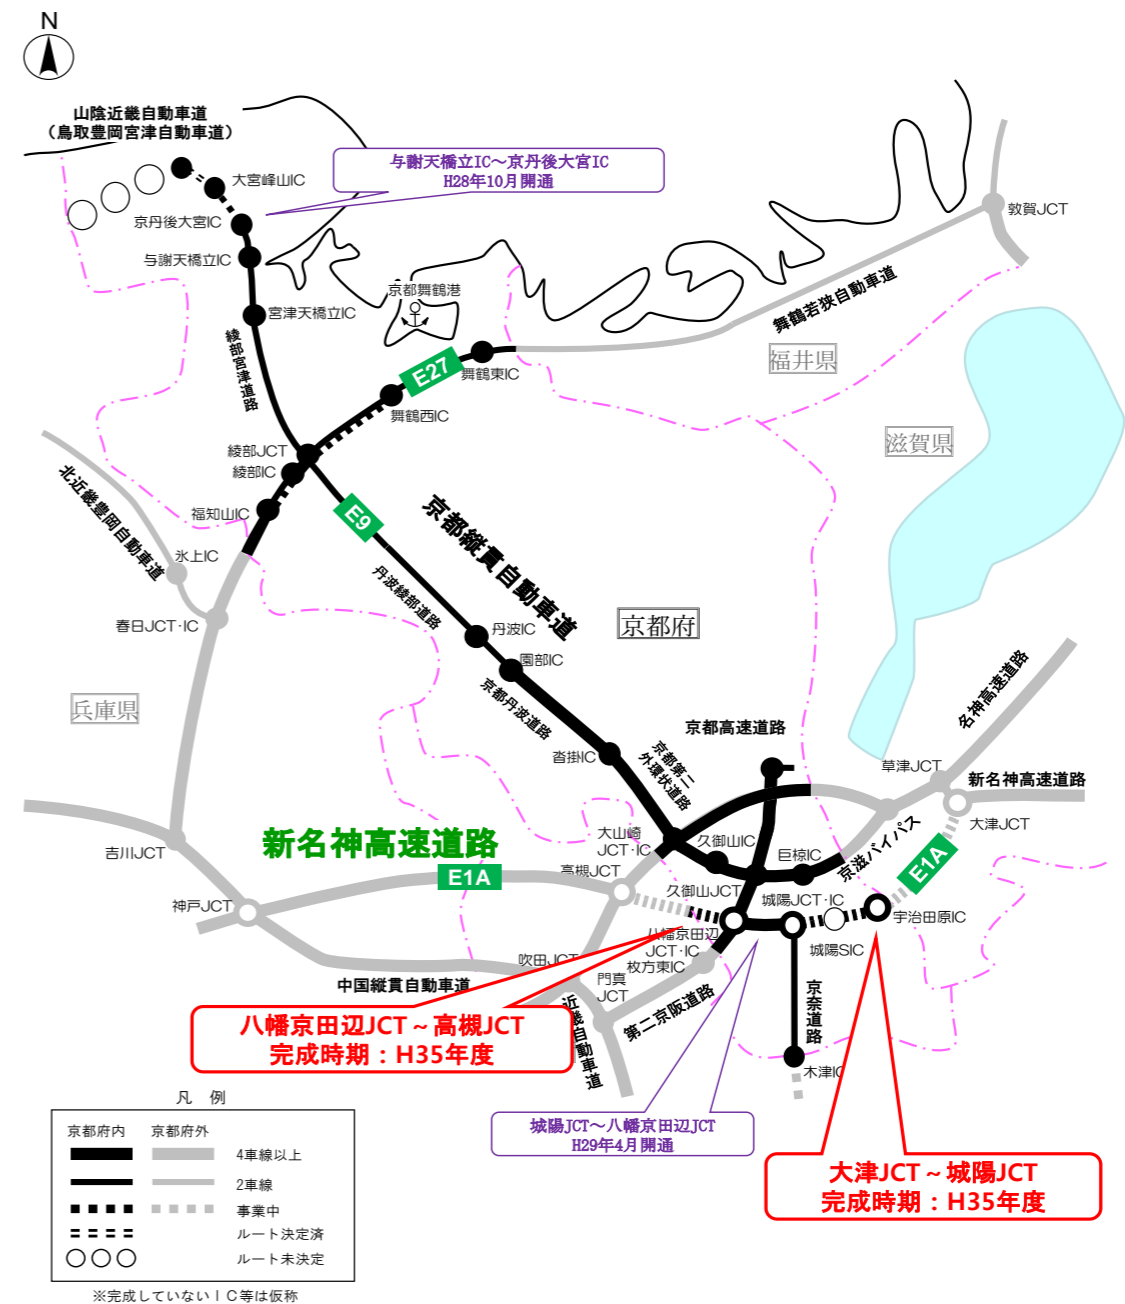 N
山陰近畿自動車道
（鳥取豊岡宮津自動車道）
与謝天橋立IC～京丹後大宮IC
H28年10月開通
大宮峰山IC
京丹後大宮IC
与謝天橋立IC
宮津天橋立IC
京都舞鶴港
敦賀JCT
舞鶴若狭自動車道
福井県
綾部宮津道路
E27
舞鶴東IC
舞鶴西IC
滋賀県
綾部JCT
綾部IC
福知山IC
北近畿豊岡自動車道
氷上IC
春日JCT・IC
E9
京都縦貫自動車道
丹波綾部道路
丹波IC
園部IC
京都府
京都丹波道路
兵庫県
沓掛IC
京都第二
外環状道路
京都高速道路
名神高速道路
草津JCT
新名神高速道路
大津JCT
吉川JCT
新名神高速道路
E1A
大山崎
JCT・IC
久御山IC
巨椋IC
京滋バイパス
E1A
高槻JCT
久御山JCT
城陽JCT・IC
神戸JCT
宇治田原IC
八幡京田辺
JCT・IC
城陽SIC
吹田JCT
枚方東IC
門真
JCT
中国縦貫自動車道
第二京阪道路
京奈道路
近畿自動車道
八幡京田辺JCT～高槻JCT
完成時期：H35年度
木津IC
城陽JCT～八幡京田辺JCT
H29年4月開通
大津JCT～城陽JCT
完成時期：H35年度
凡 例
京都府内 京都府外
4車線以上
2車線
事業中
ルート決定済
ルート未決定
※完成していないＩＣ等は仮称